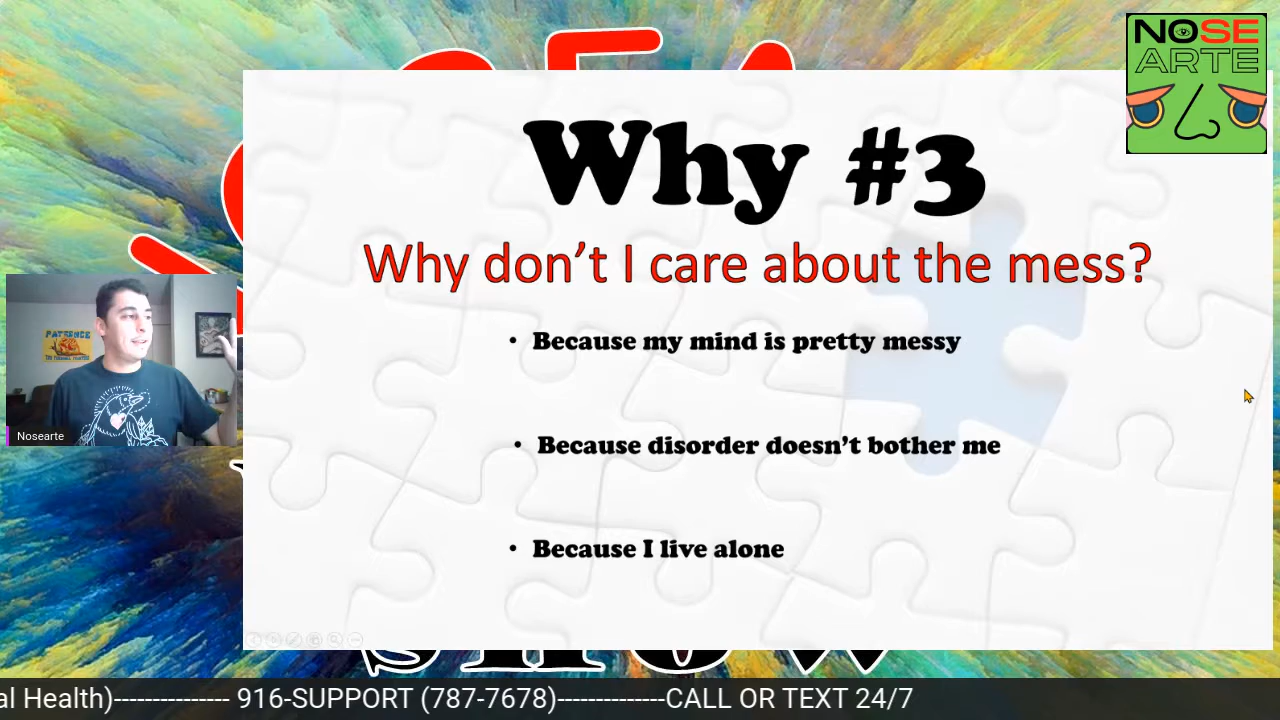 NOSE
ARTE
Why #3
Why don’t I care about the mess?
• Because my mind is pretty messy
• Because disorder doesn’t bother me
• Because I live alone
PATIENCE
Nosearte
al Health)--------------- 916-SUPPORT (787-7678)--------------CALL OR TEXT 24/7